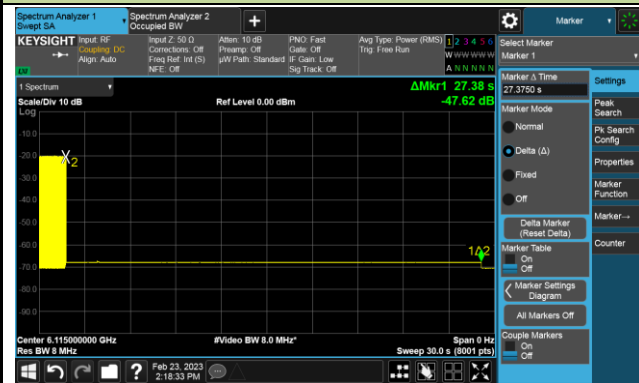 Spectrum Analyzer 1
Swept SA
Spectrum Analyzer 2
Occupied BW
+
Marker
KEYSIGHT
Input: RF
Coupling: DC
Align: Auto
Input Z: 50 Ω
Corrections: Off
Freq Ref: Int (S)
NFE: Off
Atten: 10 dB
Preamp: Off
µW Path: Standard
PNO: Fast
Gate: Off
IF Gain: Low
Sig Track: Off
Avg Type: Power (RMS)
Trig: Free Run
1 2 3 4 5 6
W W W W W W
A N N N N N
LXI
Select Marker
Marker 1
1 Spectrum
Scale/Div 10 dB
Log
Ref Level 0.00 dBm
ΔMkr1 27.38 s
-47.62 dB
-10.0
-20.0
-30.0
-40.0
-50.0
-60.0
-70.0
-80.0
-90.0
X2
1Δ2
Center 6.115000000 GHz
Res BW 8 MHz
#Video BW 8.0 MHz*
Span 0 Hz
Sweep 30.0 s (8001 pts)
Marker Δ Time
27.3750 s
Marker Mode
Normal
Delta (Δ)
Fixed
Off
Delta Marker
(Reset Delta)
Marker Table
On
Off
Marker Settings
Diagram
All Markers Off
Couple Markers
On
Off
Settings
Peak
Search
Pk Search
Config
Properties
Marker
Function
Marker→
Counter
?
Feb 23, 2023
2:18:33 PM